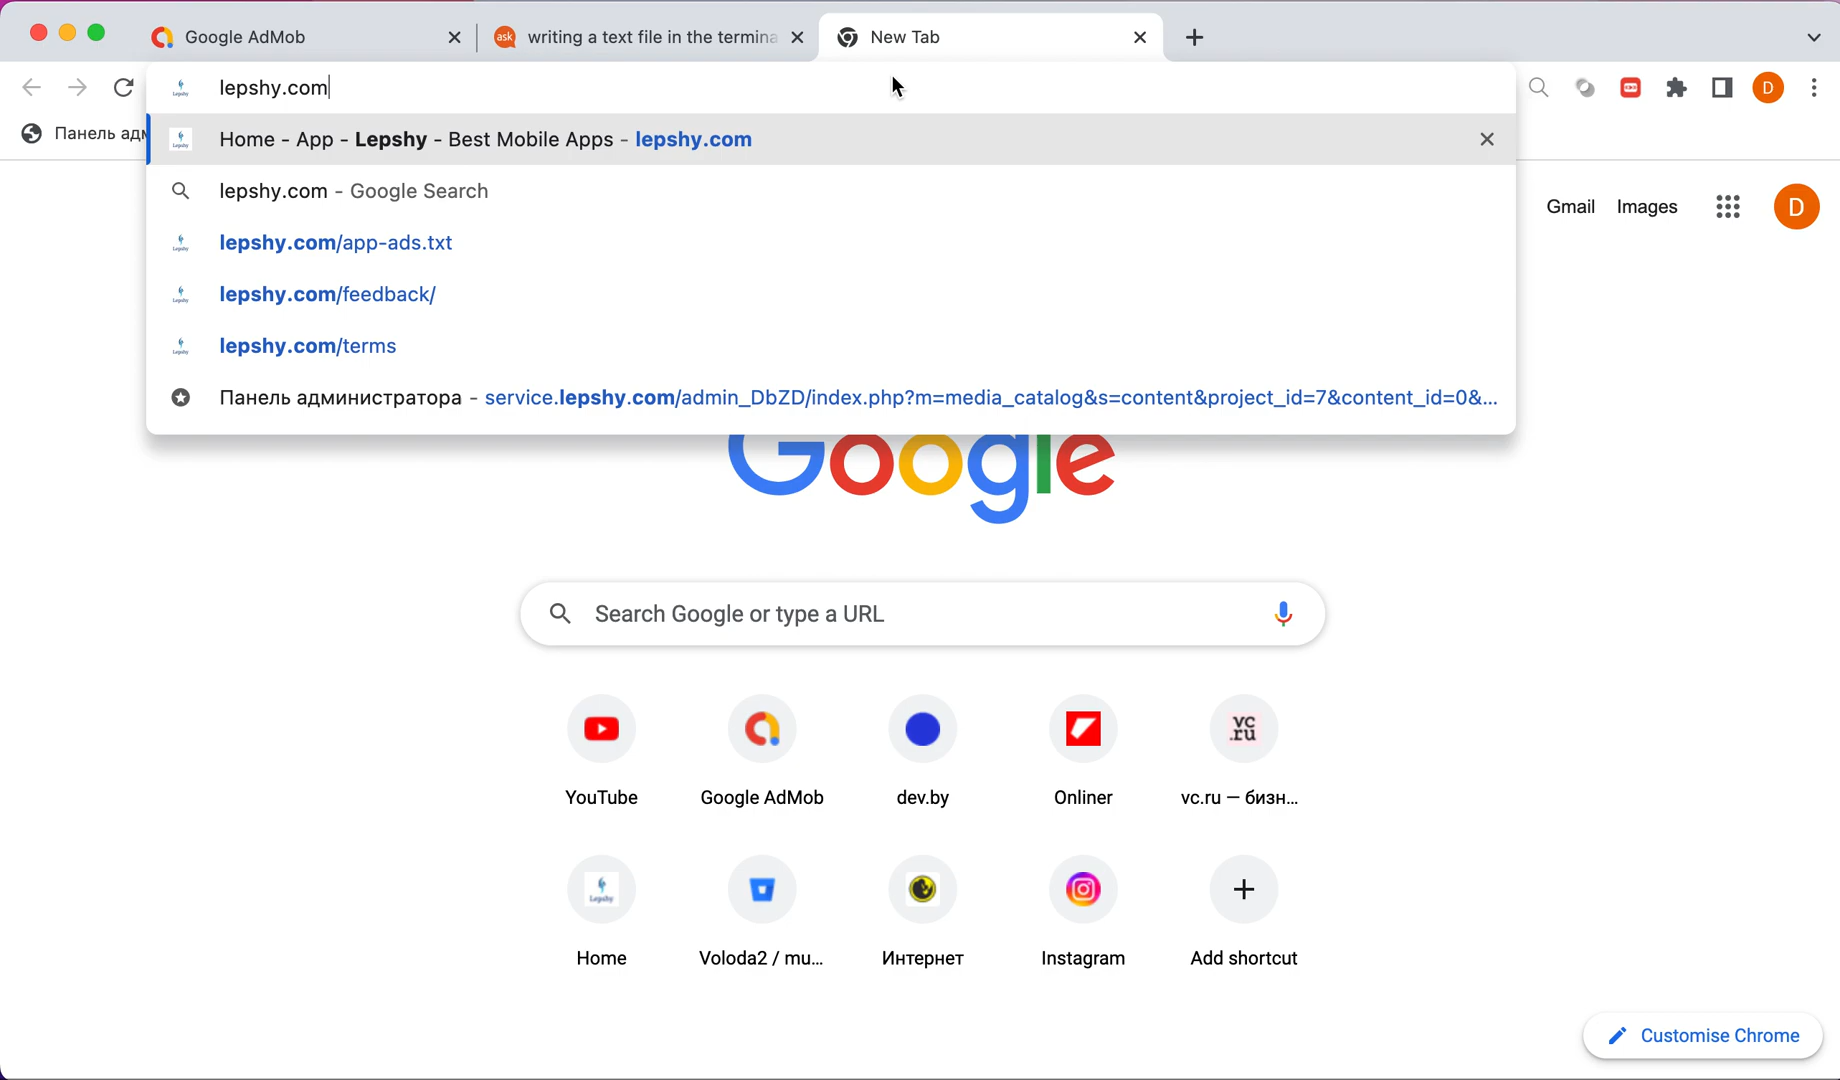 Google AdMob
writing a text file in the termina
New Tab
lepshy.com
Панель адм
Home - App - Lepshy - Best Mobile Apps - lepshy.com
lepshy.com - Google Search
lepshy.com/app-ads.txt
lepshy.com/feedback/
lepshy.com/terms
Панель администратора - service.lepshy.com/admin_DbZD/index.php?m=media_catalog&s=content&project_id=7&content_id=0&...
Gmail Images D
Google
Search Google or type a URL
YouTube
Google AdMob
dev.by
Onliner
vc.ru — бизн...
Home
Voloda2 / mu...
Интернет
Instagram
Add shortcut
Customise Chrome